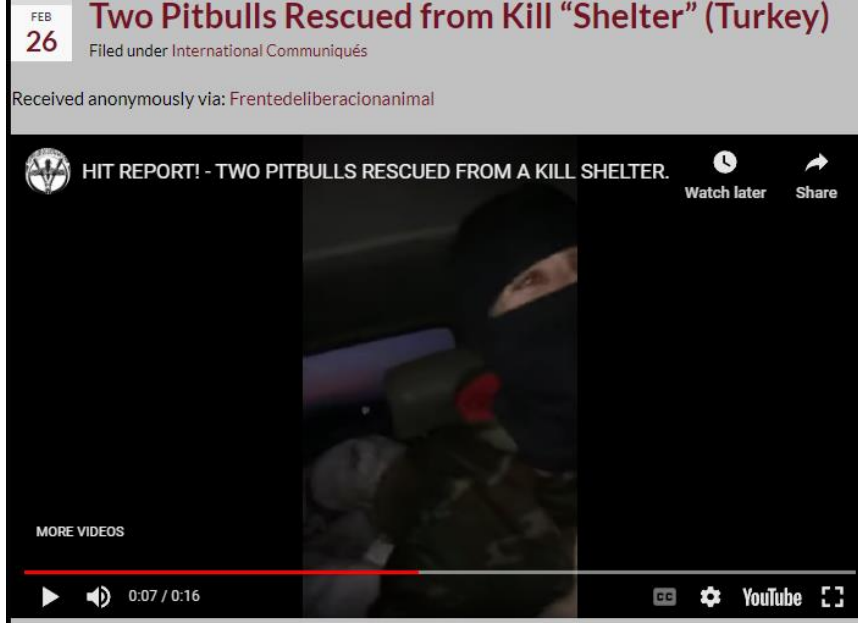 FEB
26
Two Pitbulls Rescued from Kill “Shelter” (Turkey)
Filed under International Communiqués
Received anonymously via: Frentedeliberacionanimal
HIT REPORT! - TWO PITBULLS RESCUED FROM A KILL SHELTER.
Watch later
Share
MORE VIDEOS
0:07 / 0:16
CC
YouTube